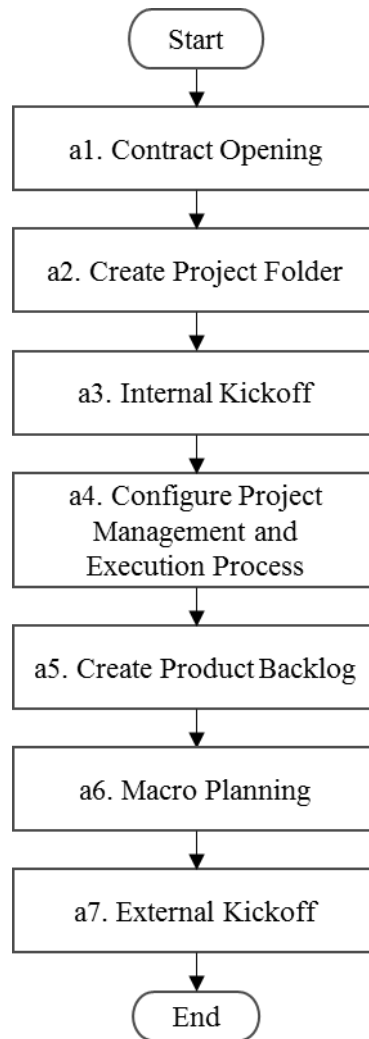 Start
a1. Contract Opening
a2. Create Project Folder
a3. Internal Kickoff
a4. Configure Project
Management and
Execution Process
a5. Create Product Backlog
a6. Macro Planning
a7. External Kickoff
End